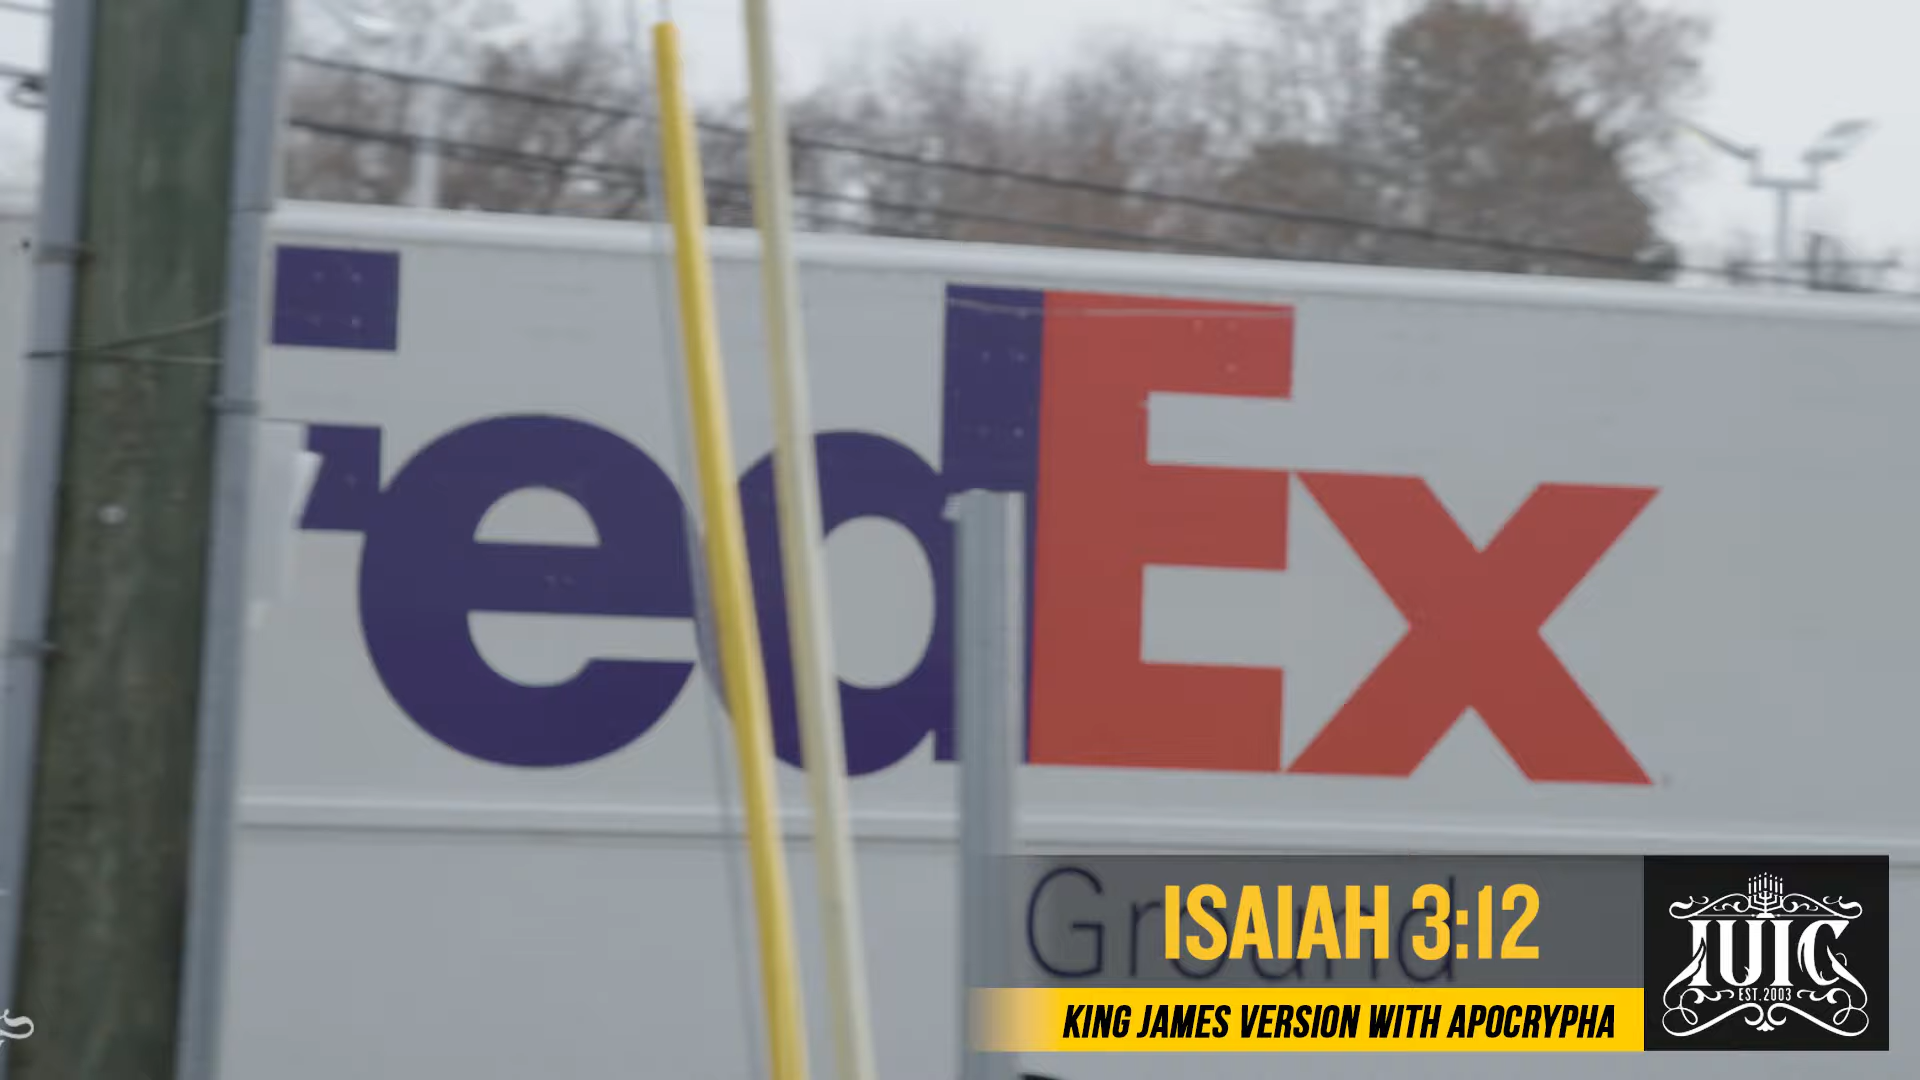 FedEx
Ground
ISAIAH 3:12
KING JAMES VERSION WITH APOCRYPHA
IUIC
EST. 2003